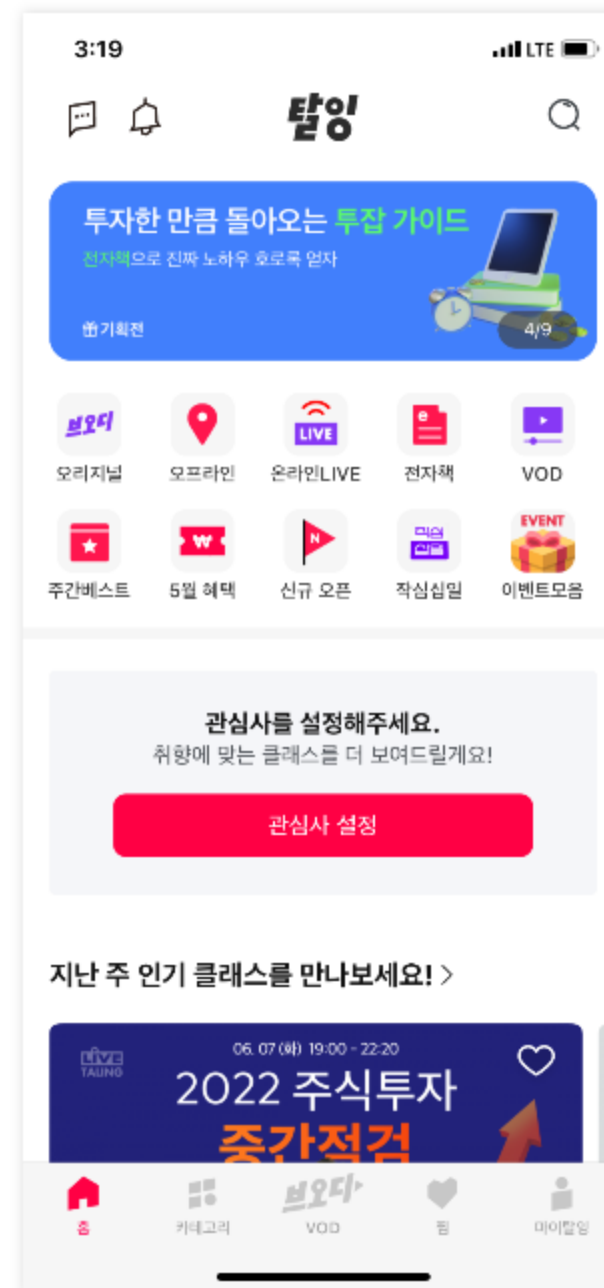 3:19
LTE
탈잉
투자한 만큼 돌아오는 투잡 가이드
전자책으로 진짜 노하우 호로록 얻자
기획전
4/9
브오디
LIVE
e
오리지널
오프라인
온라인LIVE
전자책
VOD
W
N
작심
십일
EVENT
주간베스트
5월 혜택
신규 오픈
작심십일
이벤트모음
관심사를 설정해주세요.
취향에 맞는 클래스를 더 보여드릴게요!
관심사 설정
지난 주 인기 클래스를 만나보세요! >
LIVE
TALING
06. 07 (화) 19:00 - 22:20
2022 주식투자
중간점검
브오디
홈
카테고리
VOD
찜
마이탈잉